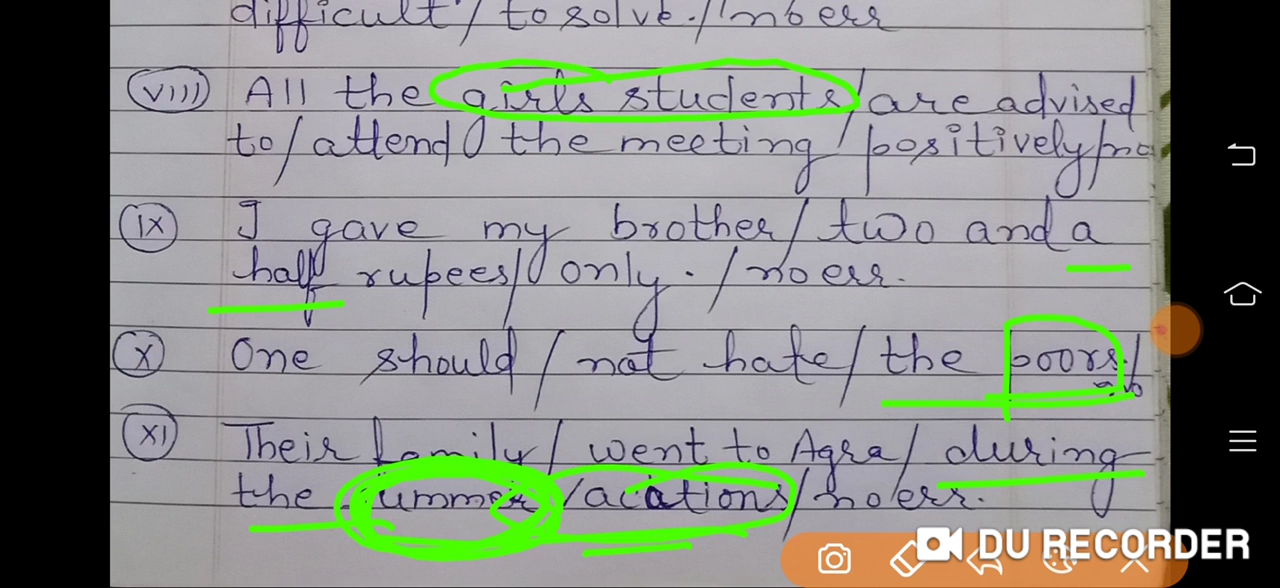 difficult / to solve. / no err
(viii) All the girls students / are advised
to / attend the meeting / positively / no
(ix) I gave my brother / two and a
half rupees / only. / no err.
(x) One should / not hate / the poors /
(xi) Their family / went to Agra / during
the summer vacations / no err.
DU RECORDER